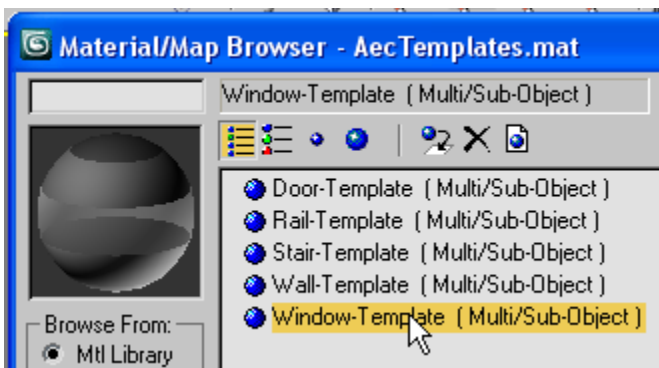 Material/Map Browser - AecTemplates.mat
Window-Template ( Multi/Sub-Object )
Door-Template ( Multi/Sub-Object )
Rail-Template ( Multi/Sub-Object )
Stair-Template ( Multi/Sub-Object )
Wall-Template ( Multi/Sub-Object )
Window-Template ( Multi/Sub-Object )
Browse From:
Mtl Library